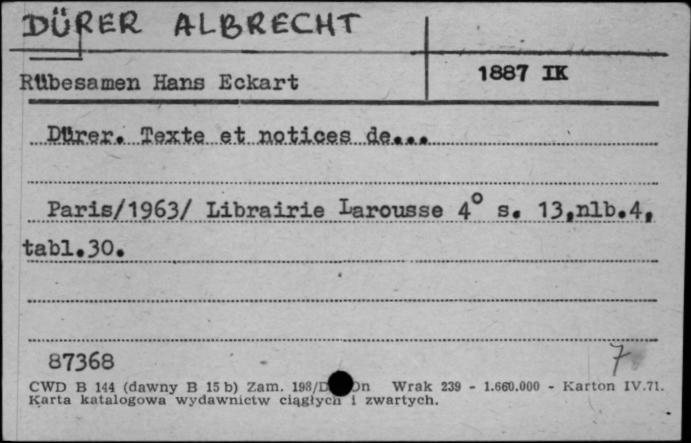 DÜRER ALBRECHT
Rübesamen Hans Eckart
1887 IK
Dürer. Texte et notices de...
Paris/1963/ Librairie Larousse 4° s. 13,nlb.4,
tabl.30.
87368
7
CWD B 144 (dawny B 15 b) Zam. 198/D n Wrak 239 - 1.660.000 - Karton IV.71.
Karta katalogowa wydawnictw ciągłych i zwartych.